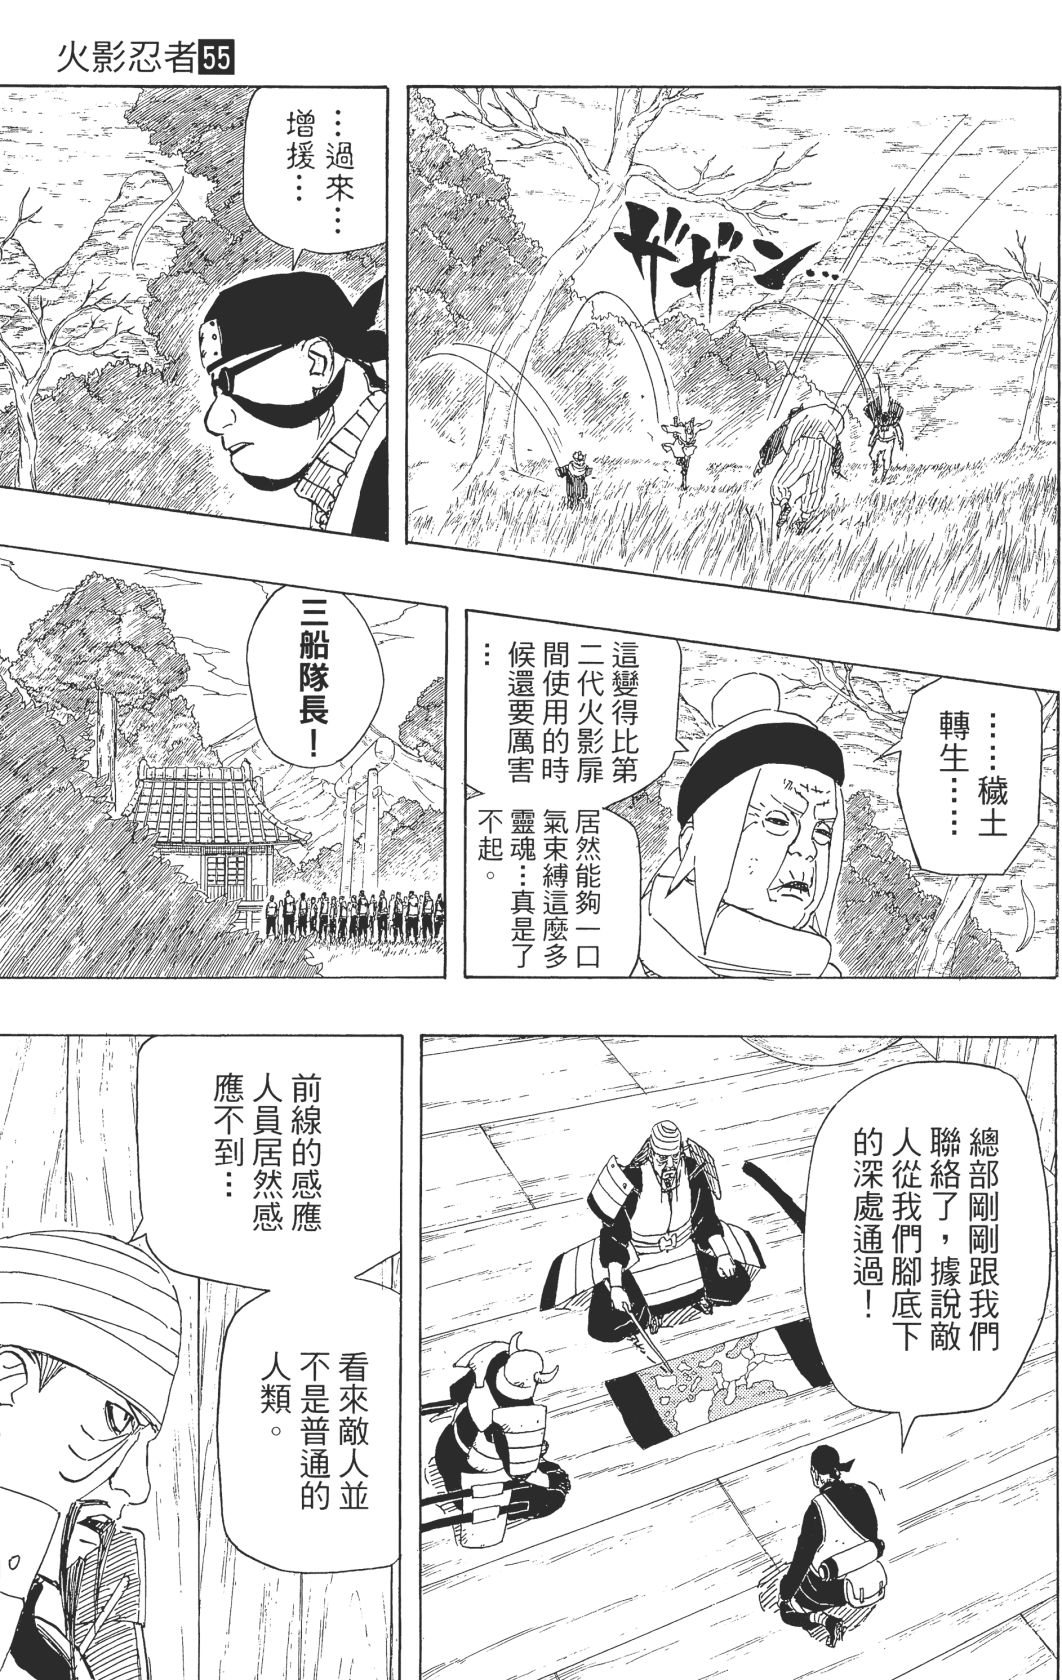 火影忍者55
ザザザン…
…過來…
增援…
……穢土
轉生……
這變得比第
二代火影扉
間使用的時
候還要厲害
…
居然能夠一口
氣束縛這麼多
靈魂…真是了
不起。
三船隊長！
總部剛剛跟我們
聯絡了，據說敵
人從我們腳底下
的深處通過！
前線的感應
人員居然感
應不到…
看來敵人並
不是普通的
人類。